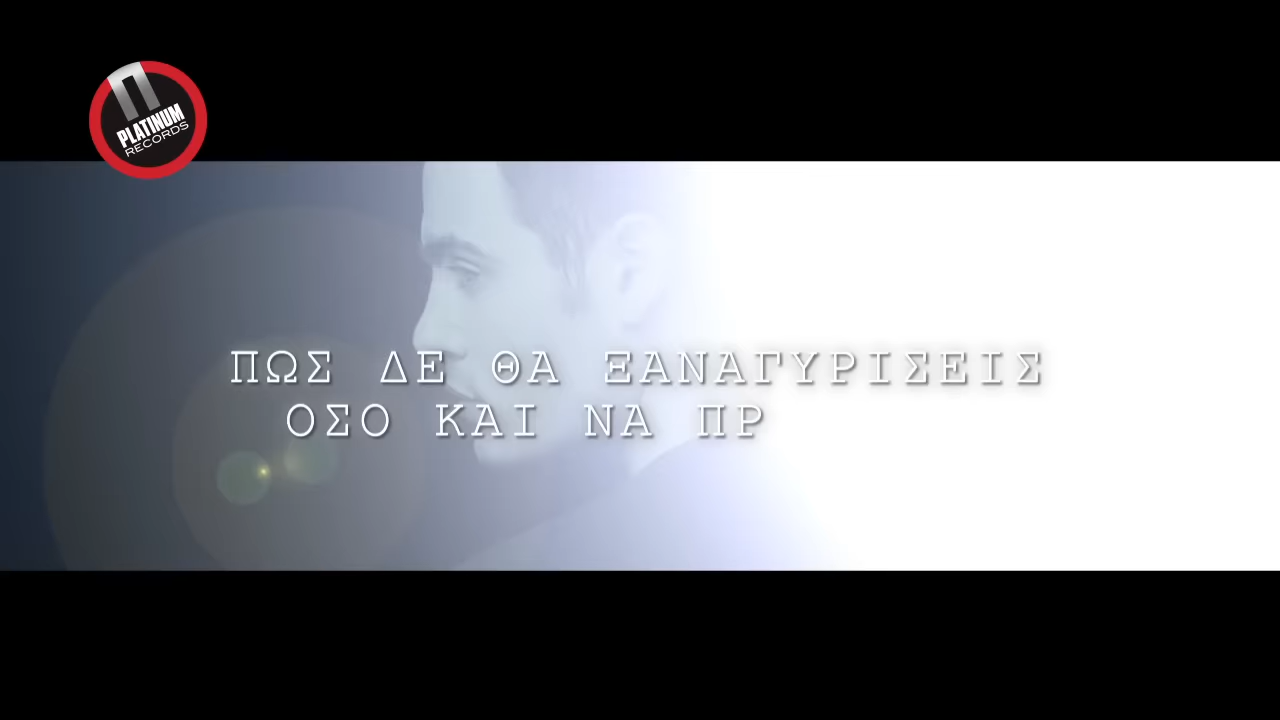 PLATINUM
RECORDS
ΠΩΣ ΔΕ ΘΑ ΞΑΝΑΓΥΡΙΣΕΙΣ
ΟΣΟ ΚΑΙ ΝΑ ΠΡ